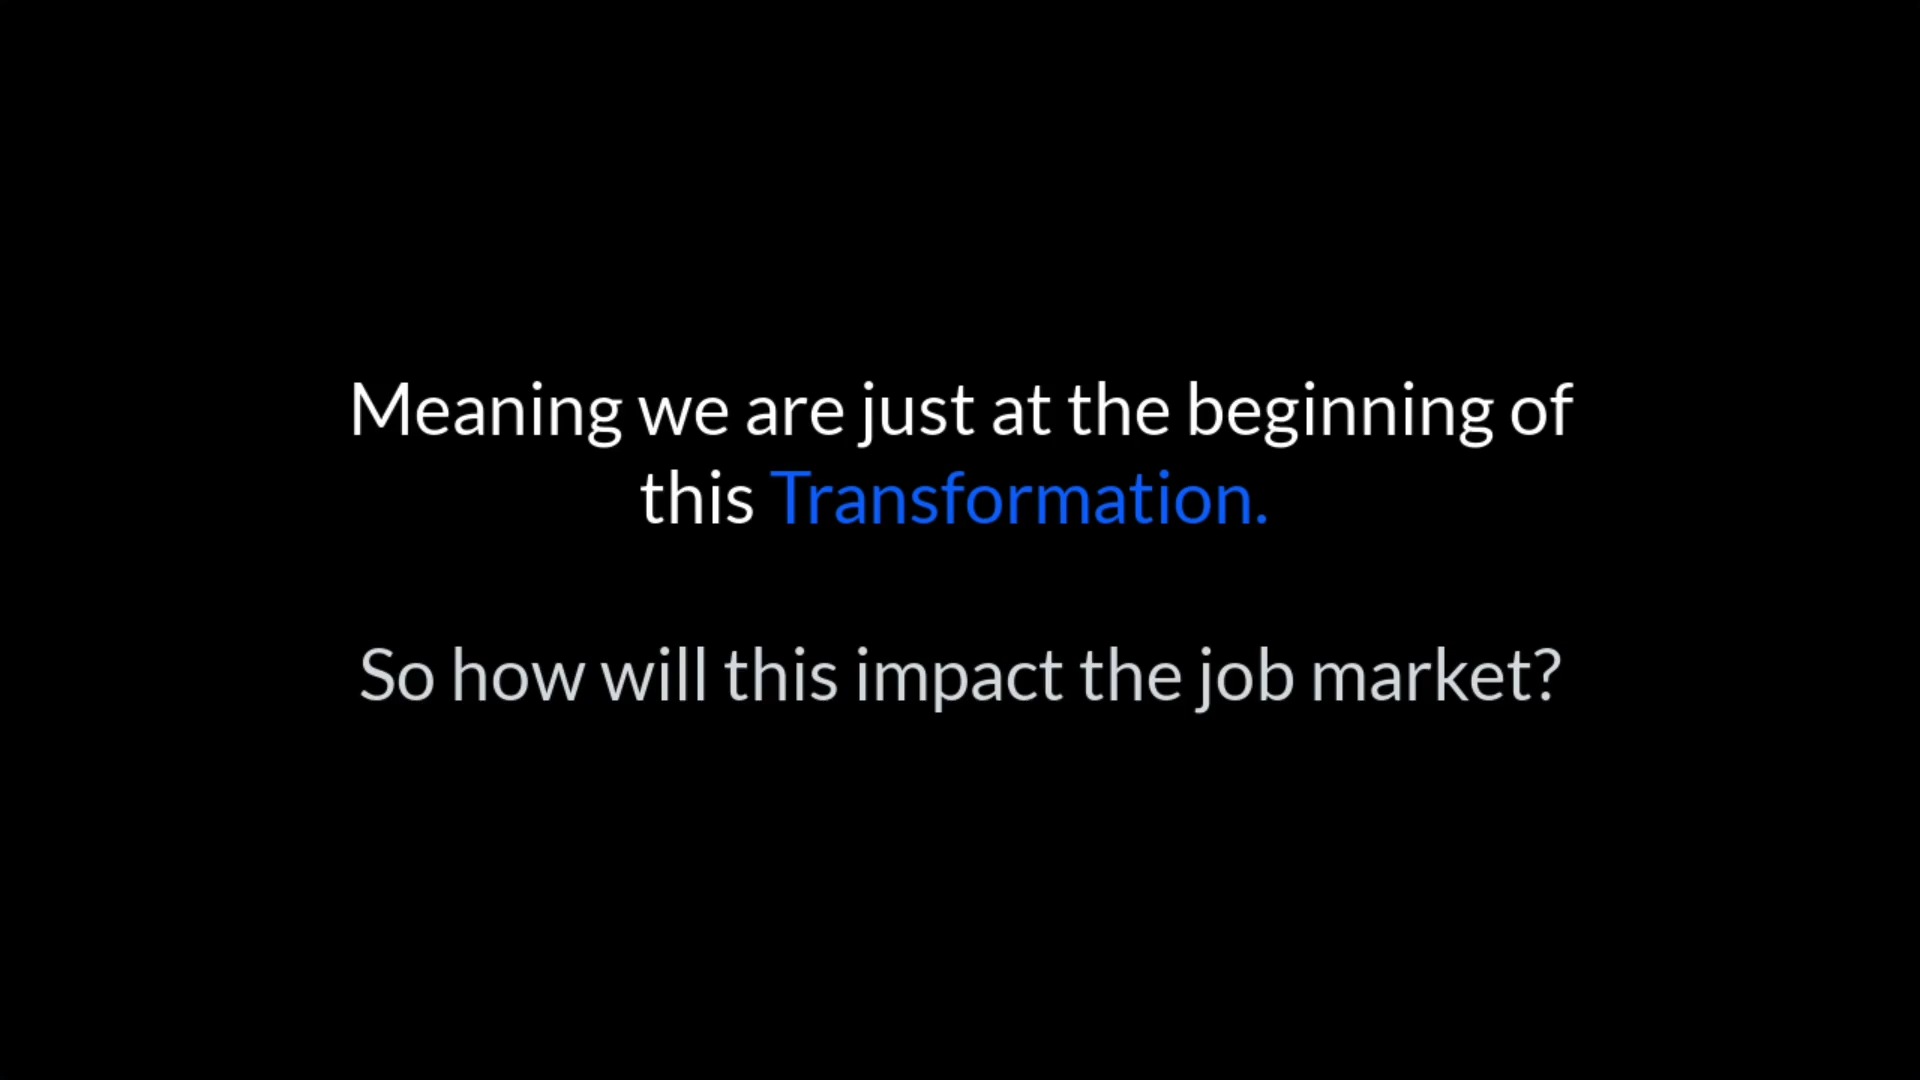 Meaning we are just at the beginning of
this Transformation.
So how will this impact the job market?